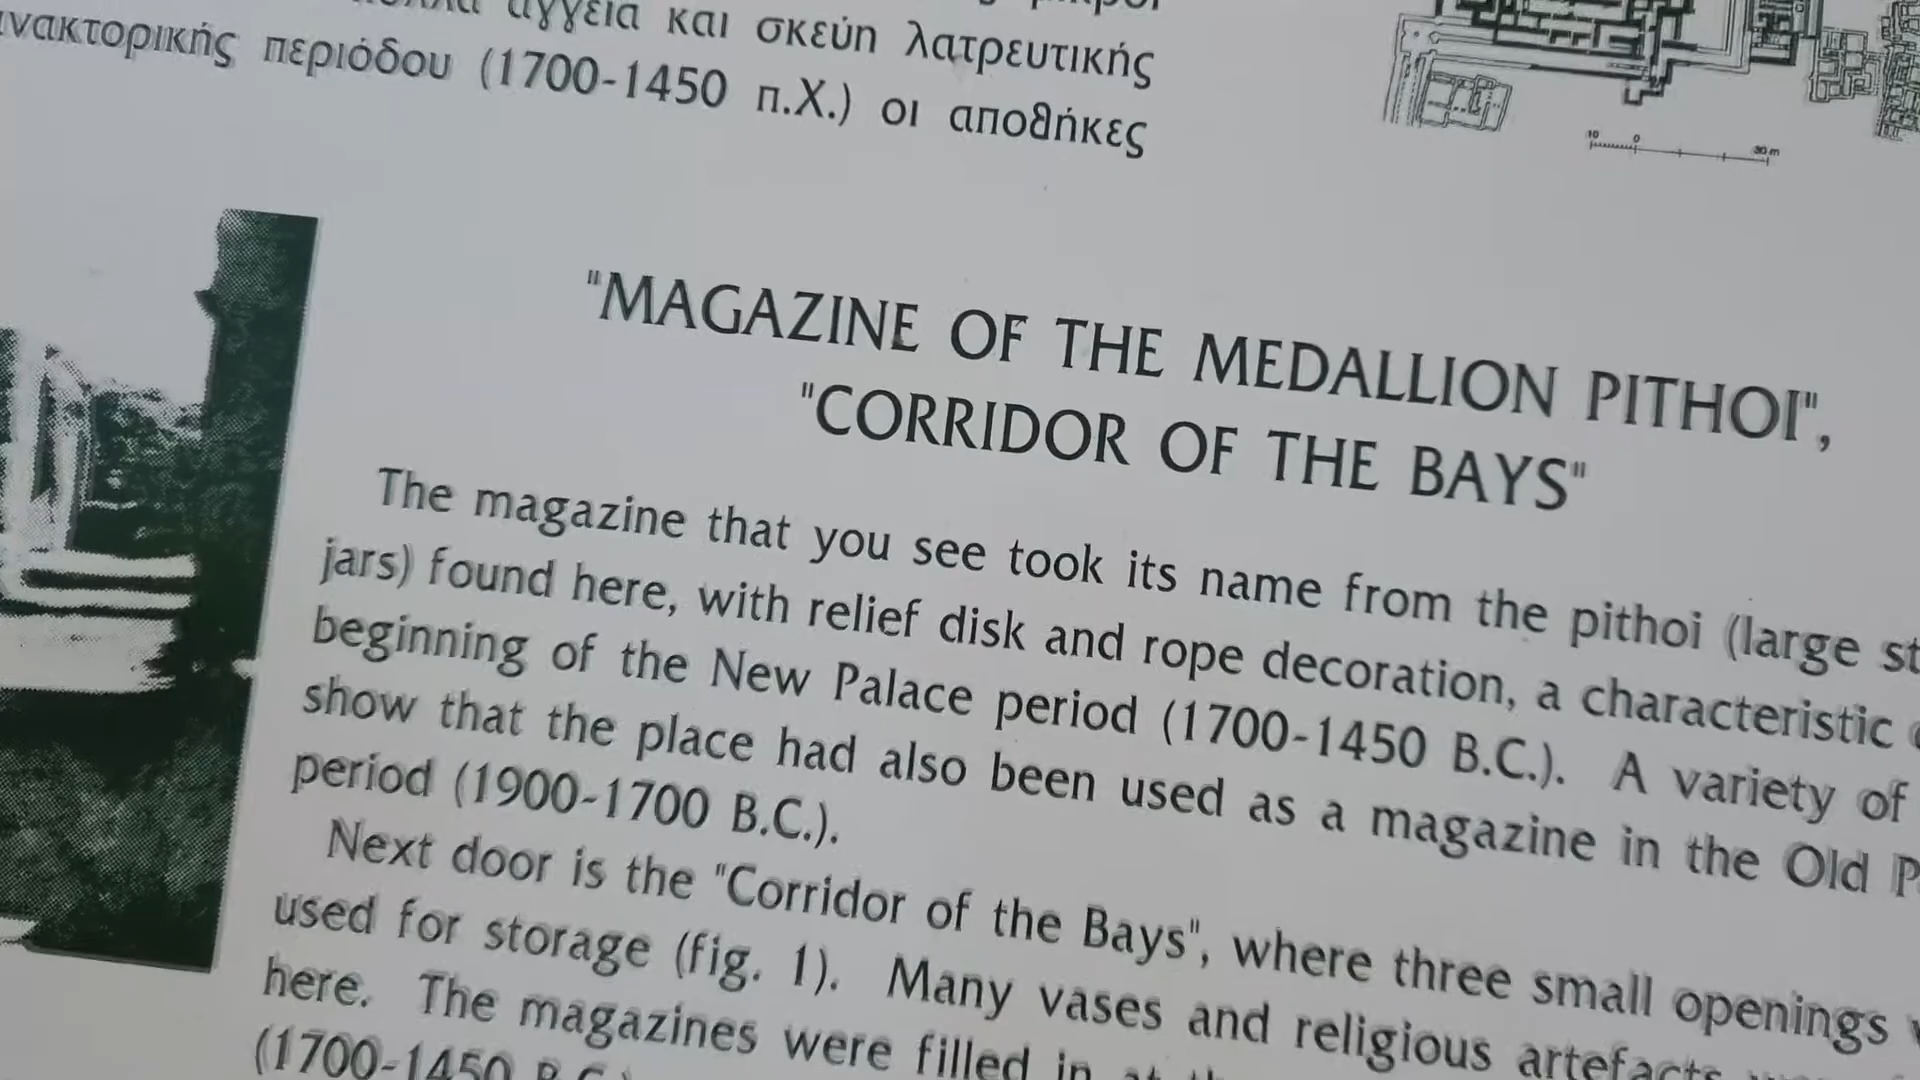 αγγεία και σκεύη λατρευτικής
περιόδου (1700-1450 π.Χ.) οι αποθήκες
10 0 30 m
"MAGAZINE OF THE MEDALLION PITHOI",
"CORRIDOR OF THE BAYS"
The magazine that you see took its name from the pithoi (large
jars) found here, with relief disk and rope decoration, a characteristic
beginning of the New Palace period (1700-1450 B.C.). A variety of
show that the place had also been used as a magazine in the Old
period (1900-1700 B.C.).
Next door is the "Corridor of the Bays", where three small openings
used for storage (fig. 1). Many vases and religious artefacts
here. The magazines were filled in at
(1700-1450 B.C.)